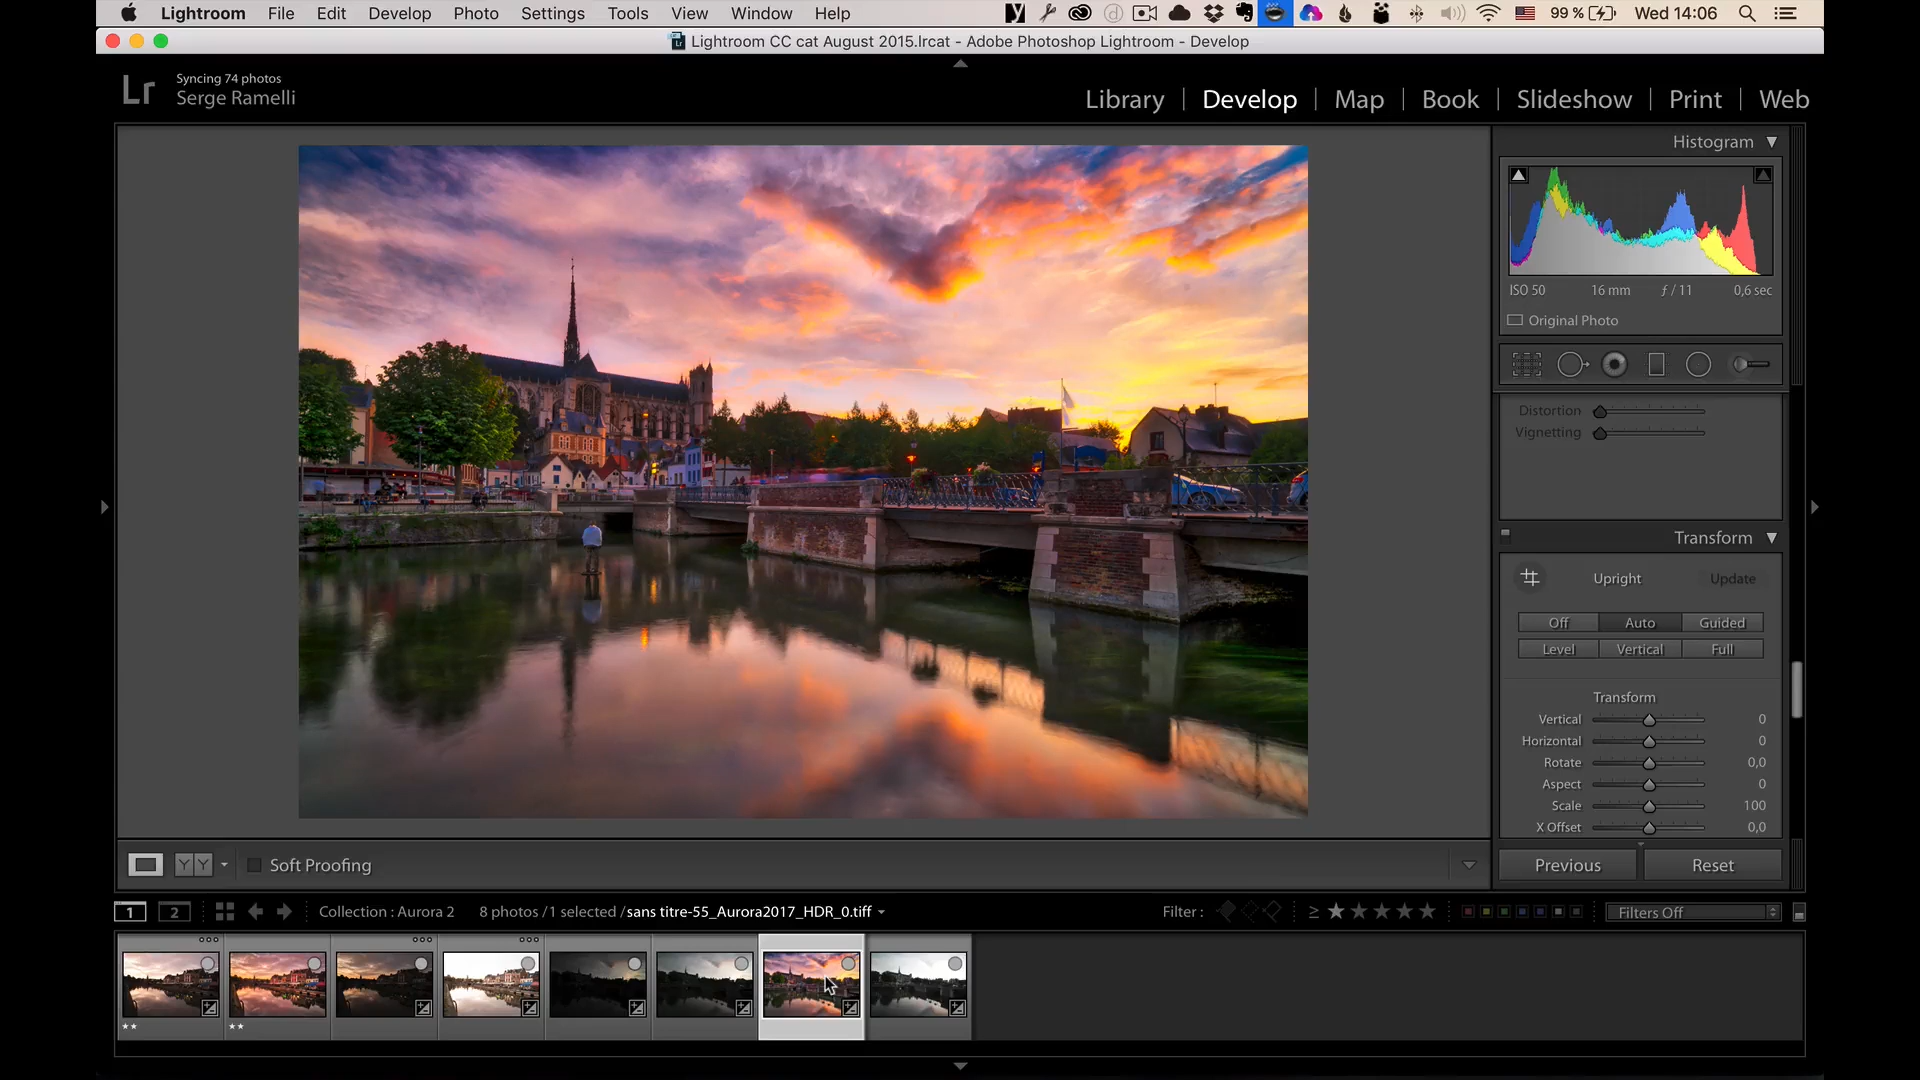 Lightroom File Edit Develop Photo Settings Tools View Window Help 99 % Wed 14:06
Lightroom CC cat August 2015.lrcat - Adobe Photoshop Lightroom - Develop
Lr Syncing 74 photos
Serge Ramelli
Library | Develop | Map | Book | Slideshow | Print | Web
Histogram
ISO 50 16 mm ƒ / 11 0,6 sec
Original Photo
Distortion
Vignetting
Transform
Upright Update
Off Auto Guided
Level Vertical Full
Transform
Vertical 0
Horizontal 0
Rotate 0,0
Aspect 0
Scale 100
X Offset 0,0
Y Y Soft Proofing
Previous Reset
1 2 Collection : Aurora 2 8 photos /1 selected /sans titre-55_Aurora2017_HDR_0.tiff Filter : ≥ Filters Off